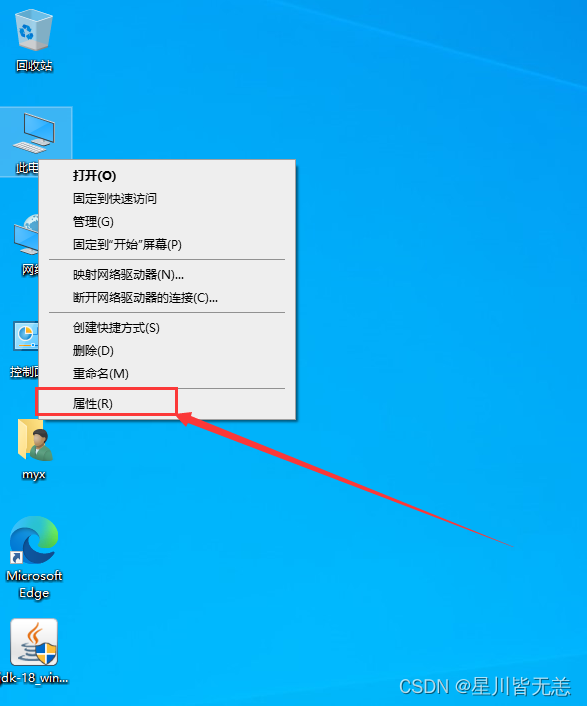 回收站
此电
打开(O)
固定到快速访问
管理(G)
固定到"开始"屏幕(P)
网络
映射网络驱动器(N)...
断开网络驱动器的连接(C)...
创建快捷方式(S)
删除(D)
控制
重命名(M)
属性(R)
myx
Microsoft
Edge
jdk-18_win...
CSDN @星川皆无恙